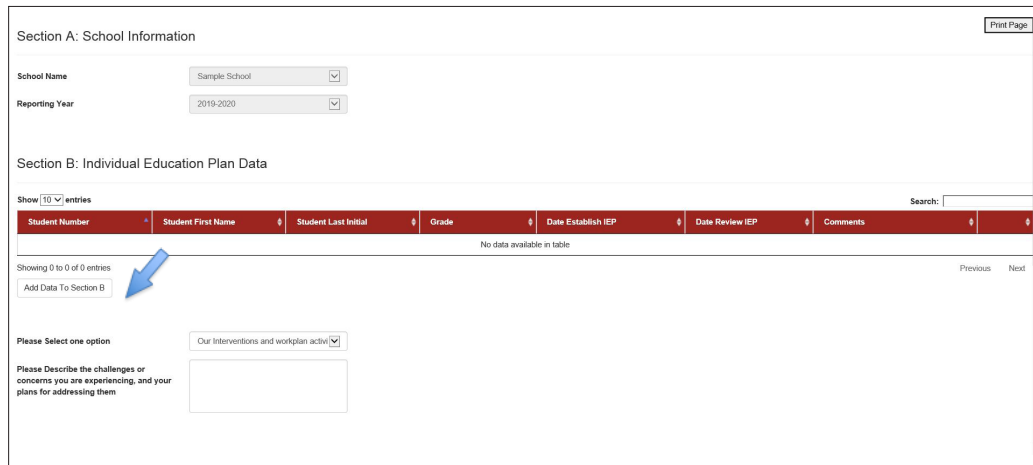 Print Page
Section A: School Information
School Name Sample School
Reporting Year 2019-2020
Section B: Individual Education Plan Data
Show 10 entries Search:
Student Number Student First Name Student Last Initial Grade Date Establish IEP Date Review IEP Comments
No data available in table
Showing 0 to 0 of 0 entries Previous Next
Add Data To Section B
Please Select one option Our Interventions and workplan activi
Please Describe the challenges or
concerns you are experiencing, and your
plans for addressing them